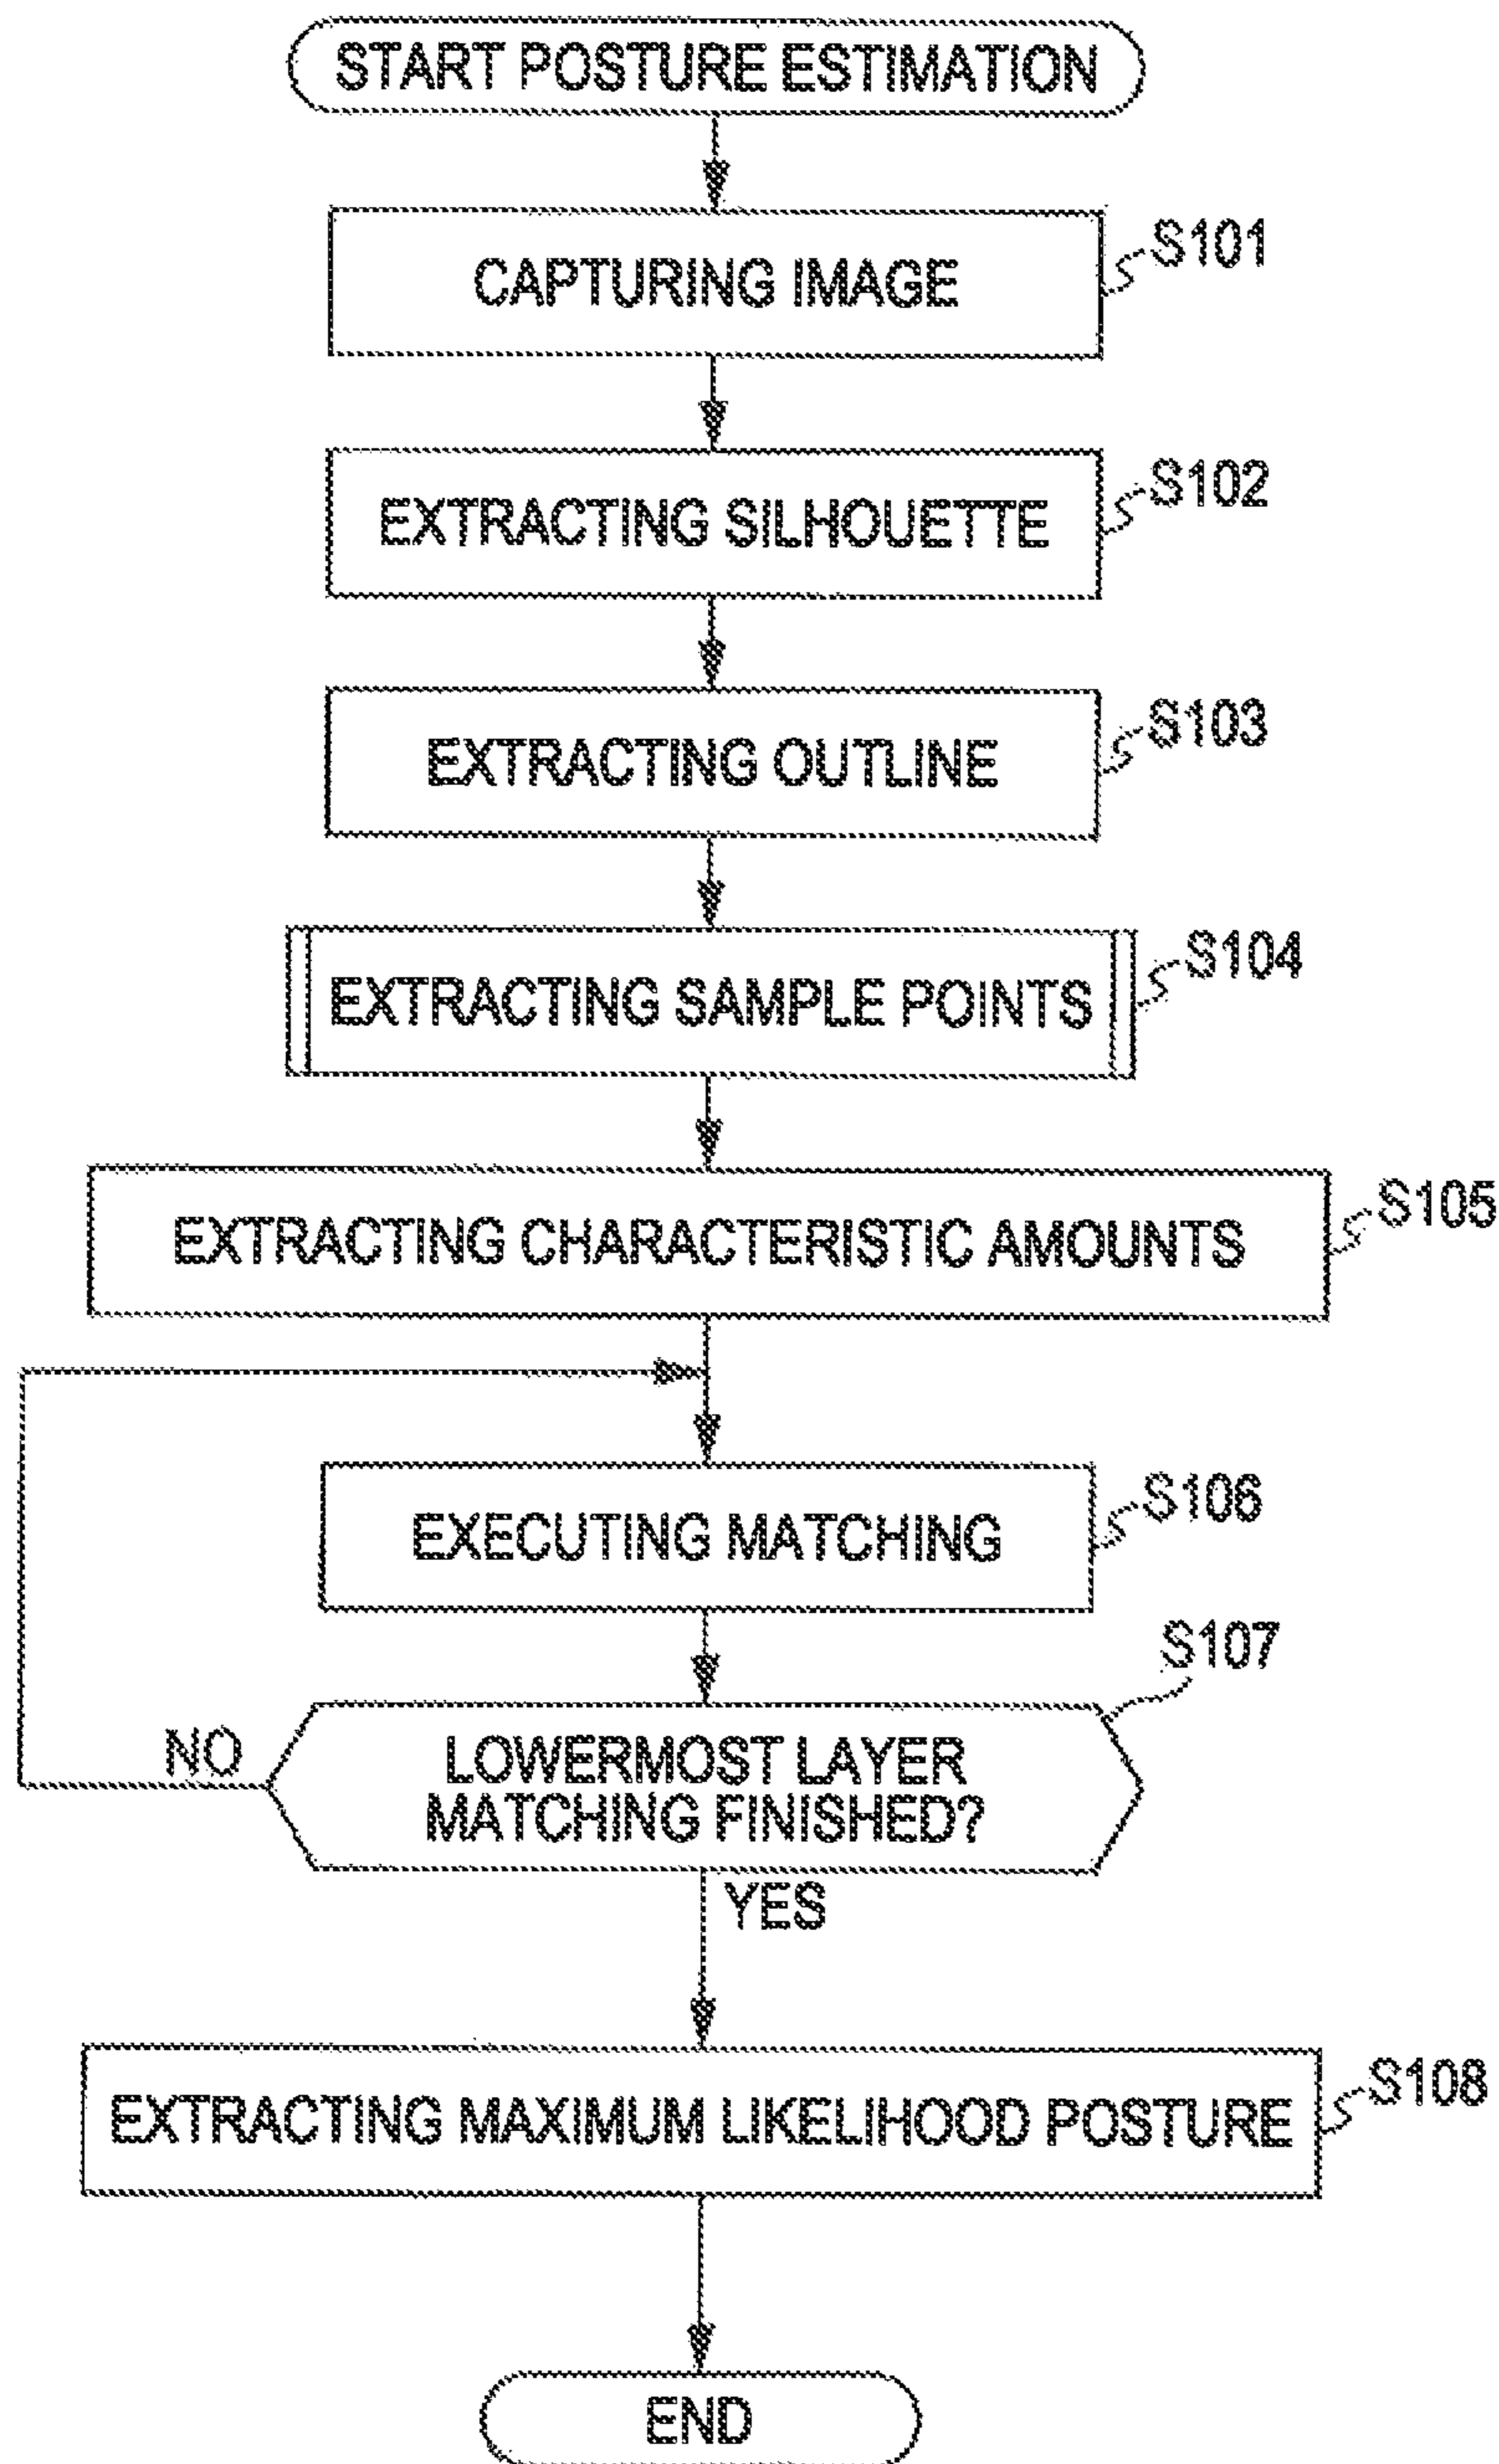 START POSTURE ESTIMATION
CAPTURING IMAGE
S101
EXTRACTING SILHOUETTE
S102
EXTRACTING OUTLINE
S103
EXTRACTING SAMPLE POINTS
S104
EXTRACTING CHARACTERISTIC AMOUNTS
S105
EXECUTING MATCHING
S106
S107
NO
LOWERMOST LAYER
MATCHING FINISHED?
YES
EXTRACTING MAXIMUM LIKELIHOOD POSTURE
S108
END